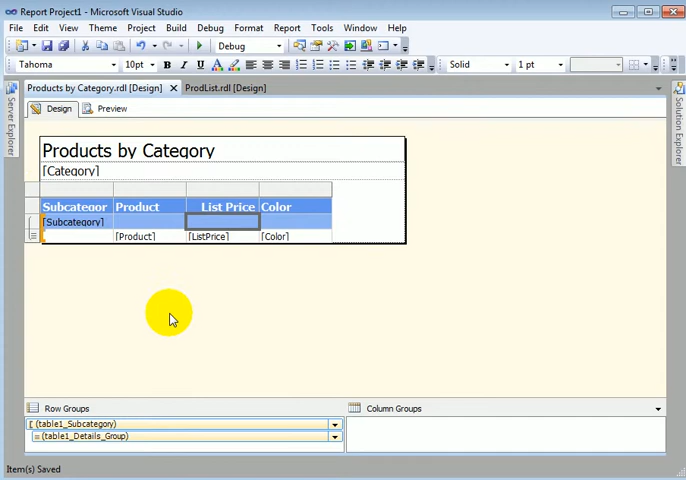 Report Project1 - Microsoft Visual Studio
File Edit View Theme Project Build Debug Format Report Tools Window Help
Debug
Tahoma 10pt B I U A Solid 1 pt
Products by Category.rdl [Design] ProdList.rdl [Design]
Design Preview
Server Explorer
Solution Explorer
Products by Category
[Category]
Subcategor Product List Price Color
[Subcategory]
[Product] [ListPrice] [Color]
Row Groups Column Groups
(table1_Subcategory)
(table1_Details_Group)
Item(s) Saved